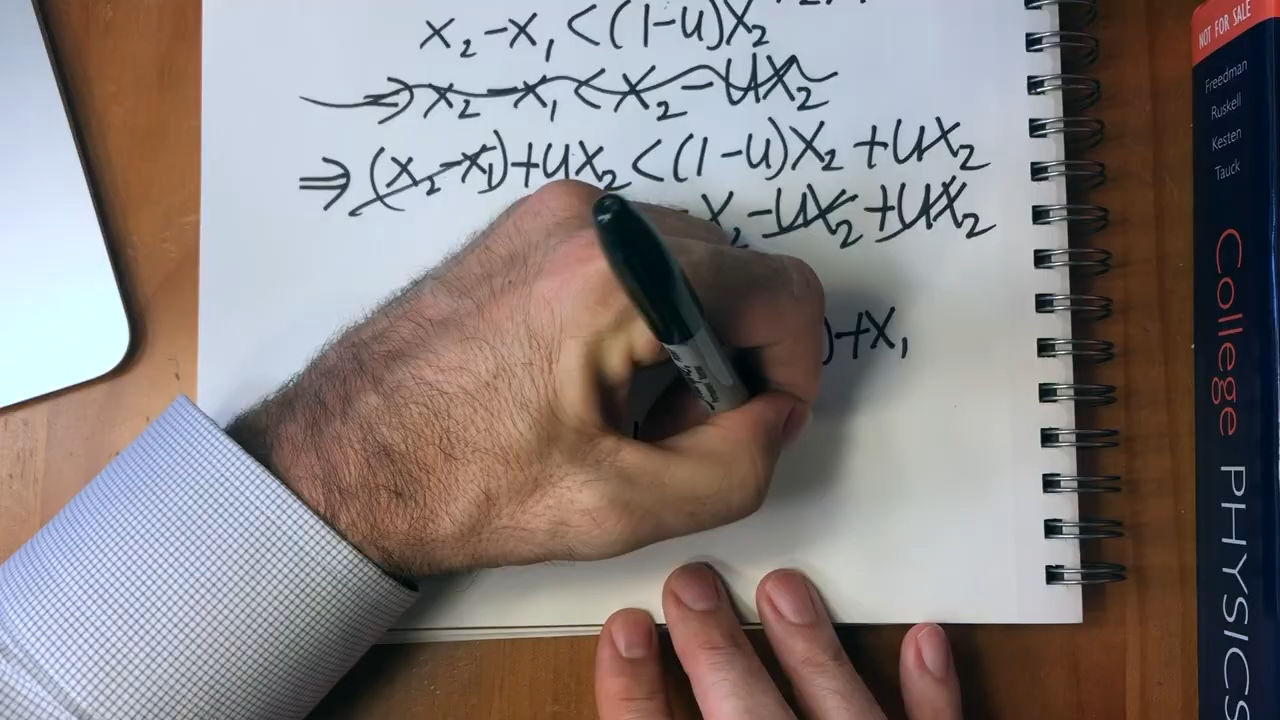 x₂-x₁<(1-u)x₂
⇒x₂-x₁<x₂-ux₂
⇒(x₂-x₁)+ux₂<(1-u)x₂+ux₂
x₂-ux₂+ux₂
)+x₁
NOT FOR SALE
Freedman
Ruskell
Kesten
Tauck
College PHYSICS